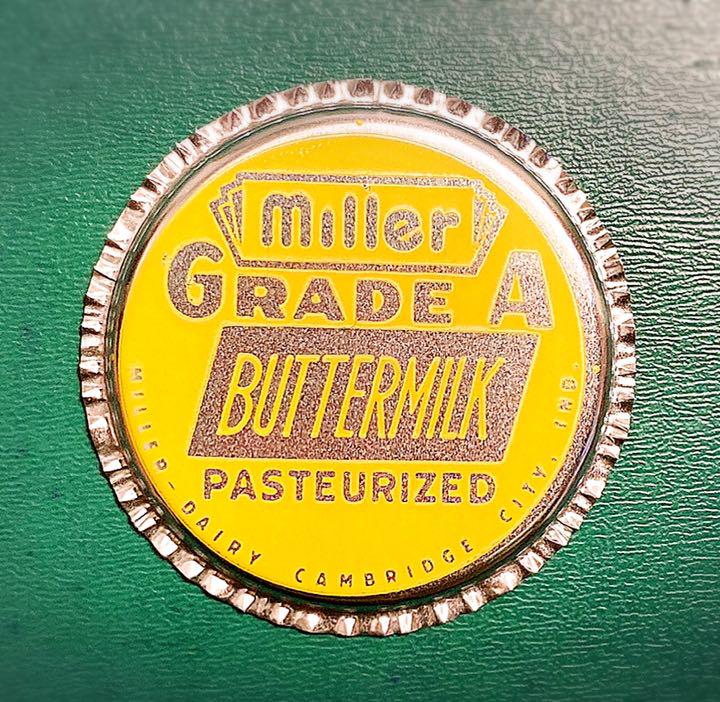 miller
GRADE A
BUTTERMILK
PASTEURIZED
MILLER-DAIRY CAMBRIDGE CITY, IND.